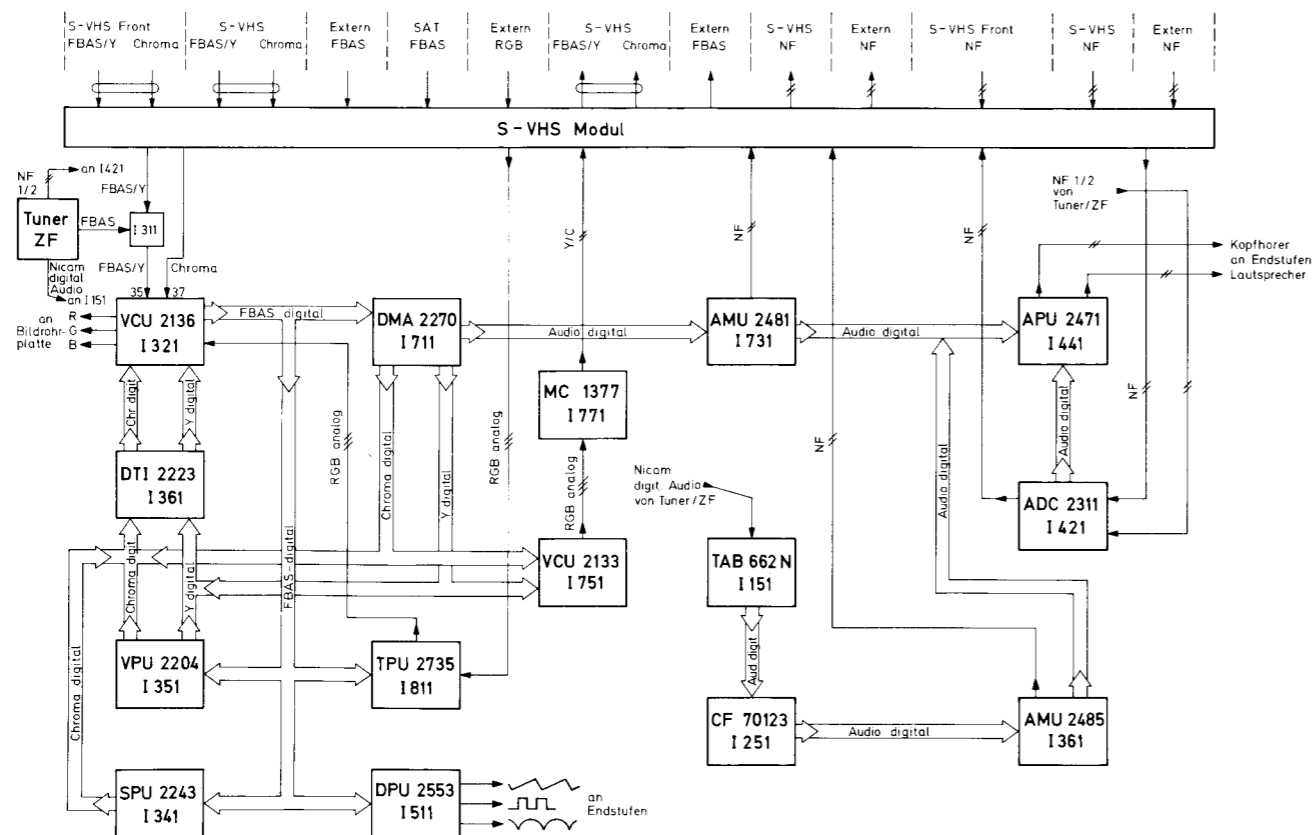 S-VHS Front
FBAS/Y Chroma
S-VHS
FBAS/Y Chroma
Extern
FBAS
SAT
FBAS
Extern
RGB
S-VHS
FBAS/Y Chroma
Extern
FBAS
S-VHS
NF
Extern
NF
S-VHS Front
NF
S-VHS
NF
Extern
NF
S-VHS Modul
NF
1/2
an I421
FBAS/Y
Tuner
ZF
FBAS
I 311
FBAS/Y
Chroma
Nicam
digital
Audio
an I151
35
37
an
Bildrohr-
platte
R
G
B
VCU 2136
I 321
FBAS digital
DMA 2270
I 711
Audio digital
AMU 2481
I 731
Audio digital
APU 2471
I 441
NF 1/2
von
Tuner/ZF
Kopfhorer
an Endstufen
Lautsprecher
Y/C
NF
NF
NF
NF
NF
MC 1377
I 771
Chr digit
Y digital
RGB analog
Chroma digital
Y digital
RGB analog
RGB analog
Audio digital
Audio digital
DTI 2223
I 361
Nicam
digit. Audio
von Tuner/ZF
ADC 2311
I 421
Chroma digit
Y digital
FBAS-digital
VCU 2133
I 751
TAB 662 N
I 151
Chroma digital
VPU 2204
I 351
TPU 2735
I 811
Aud digit
CF 70123
I 251
Audio digital
AMU 2485
I 361
SPU 2243
I 341
DPU 2553
I 511
an
Endstufen